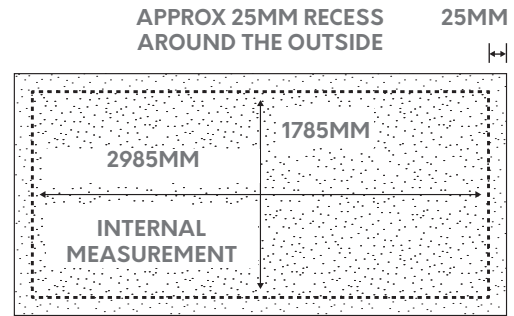 APPROX 25MM RECESS
AROUND THE OUTSIDE
25MM
1785MM
2985MM
INTERNAL
MEASUREMENT